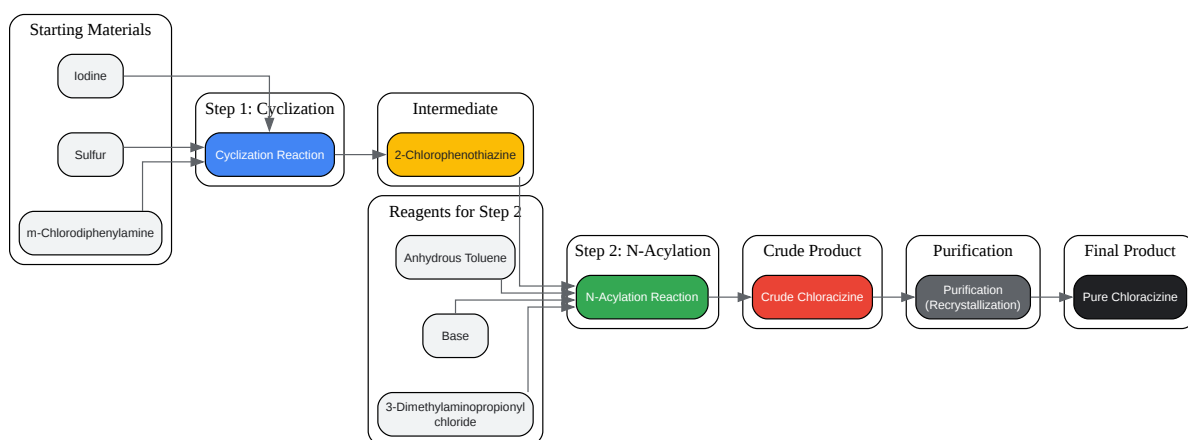 Starting Materials
Iodine
Sulfur
m-Chlorodiphenylamine
Step 1: Cyclization
Cyclization Reaction
Intermediate
2-Chlorophenothiazine
Reagents for Step 2
Anhydrous Toluene
Base
3-Dimethylaminopropionyl
chloride
Step 2: N-Acylation
N-Acylation Reaction
Crude Product
Crude Chloracizine
Purification
Purification
(Recrystallization)
Final Product
Pure Chloracizine